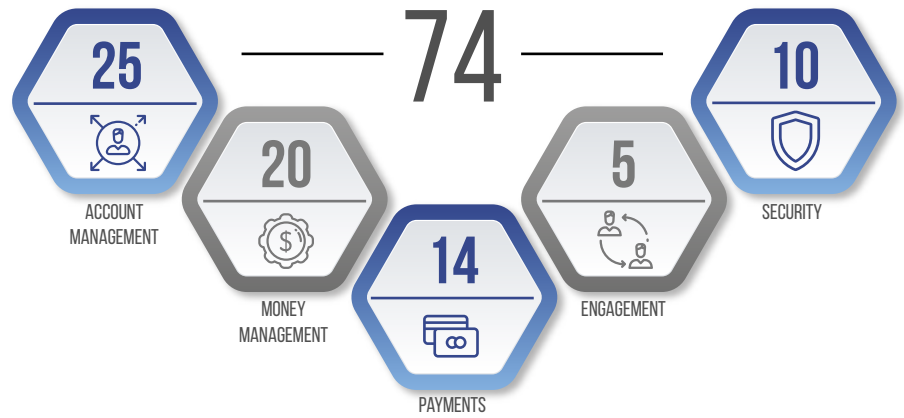 74
25
ACCOUNT
MANAGEMENT
20
$
MONEY
MANAGEMENT
14
PAYMENTS
5
ENGAGEMENT
10
SECURITY